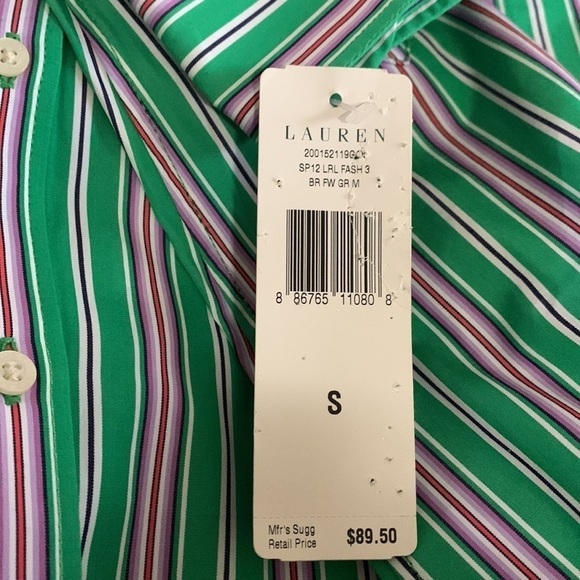 LAUREN
SP12 LRL FASH 3
BR FW GR M
8 86765 11080 8
S
Mfr's Sugg
Retail Price $89.50